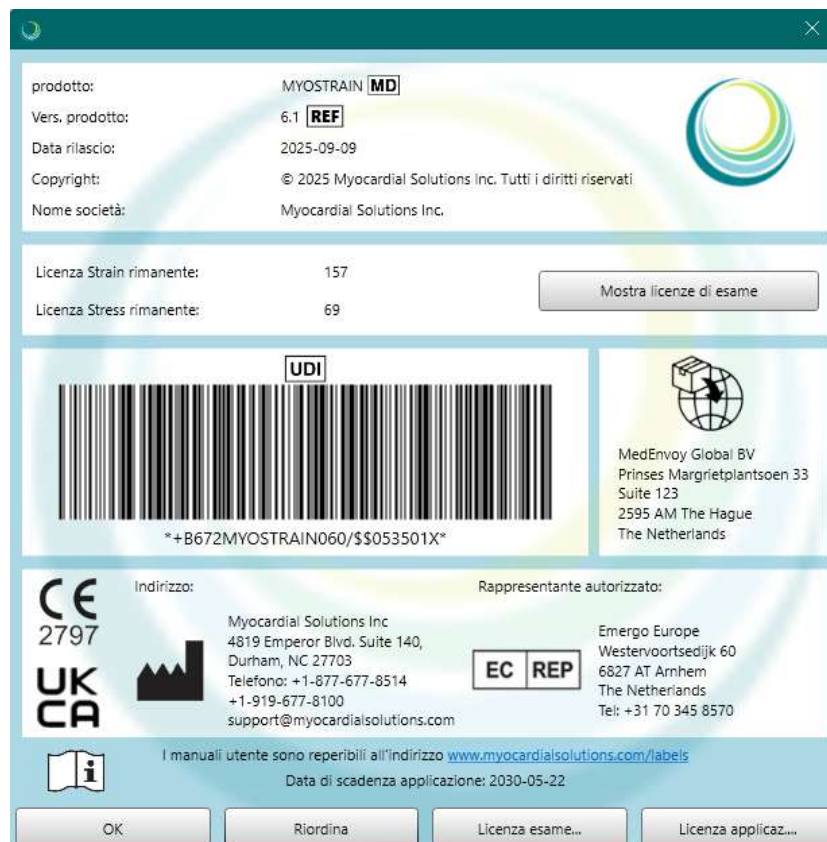 prodotto: MYOSTRAIN MD
Vers. prodotto: 6.1 REF
Data rilascio: 2025-09-09
Copyright: © 2025 Myocardial Solutions Inc. Tutti i diritti riservati
Nome società: Myocardial Solutions Inc.
Licenza Strain rimanente: 157
Licenza Stress rimanente: 69
Mostra licenze di esame
UDI
*+B672MYOSTRAIN060/$$053501X*
MedEnvoy Global BV
Prinses Margrietplantsoen 33
Suite 123
2595 AM The Hague
The Netherlands
CE
2797
UK
CA
Indirizzo:
Myocardial Solutions Inc
4819 Emperor Blvd. Suite 140,
Durham, NC 27703
Telefono: +1-877-677-8514
+1-919-677-8100
support@myocardialsolutions.com
Rappresentante autorizzato:
EC REP
Emergo Europe
Westervoortsedijk 60
6827 AT Arnhem
The Netherlands
Tel: +31 70 345 8570
i
I manuali utente sono reperibili all'indirizzo www.myocardialsolutions.com/labels
Data di scadenza applicazione: 2030-05-22
OK
Riordina
Licenza esame...
Licenza applicaz....